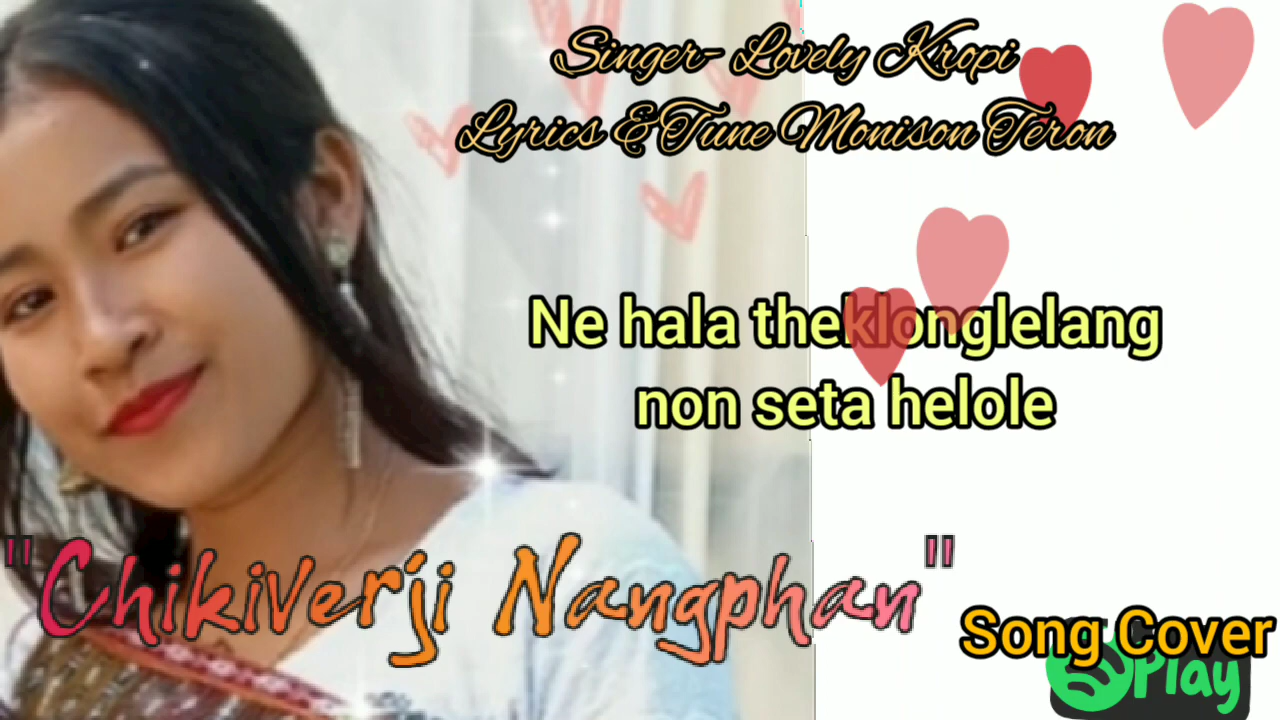 Singer- Lovely Kropi
Lyrics & Tune Monison Teron
Ne hala theklonglelang
non seta helole
"Chikiverji Nangphan"
Song Cover
Play